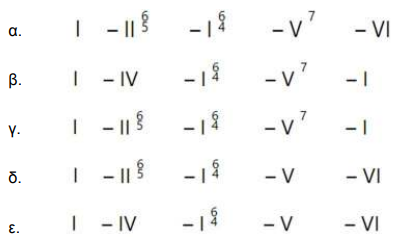 α. I – II 6 5 – I 6 4 – V 7 – VI
β. I – IV – I 6 4 – V 7 – I
γ. I – II 6 5 – I 6 4 – V 7 – I
δ. I – II 6 5 – I 6 4 – V – VI
ε. I – IV – I 6 4 – V – VI